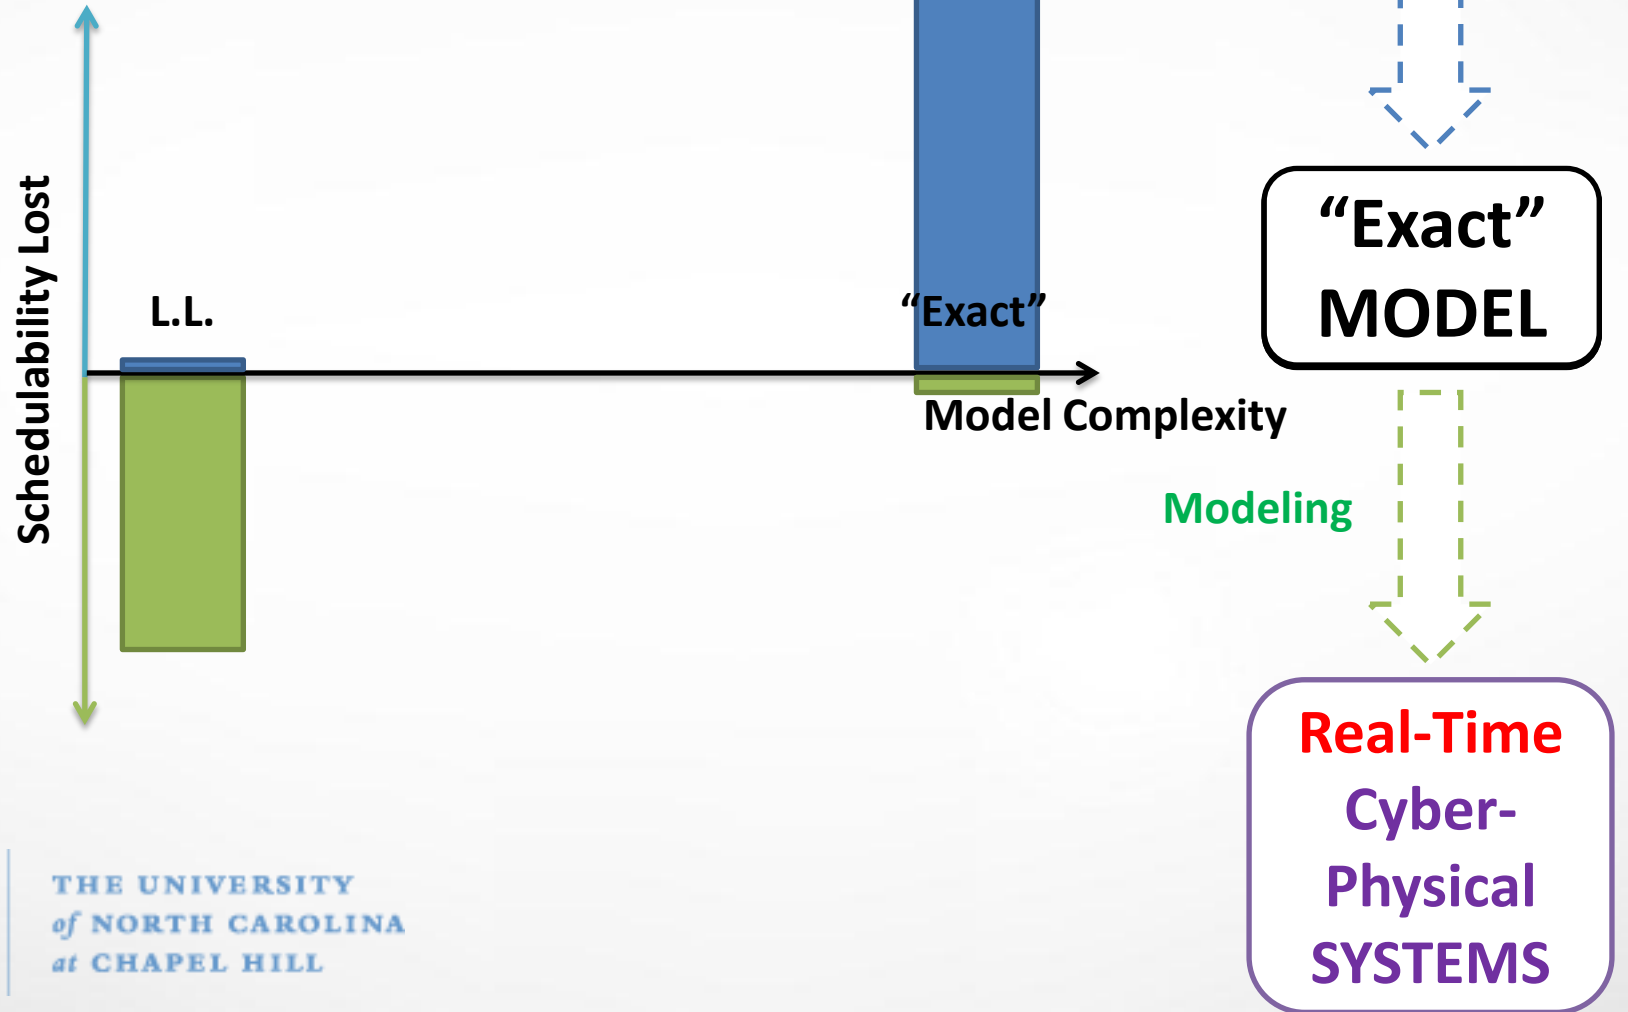 Schedulability Lost
L.L.
“Exact”
Model Complexity
“Exact”
MODEL
Modeling
Real-Time
Cyber-
Physical
SYSTEMS
THE UNIVERSITY
of NORTH CAROLINA
at CHAPEL HILL